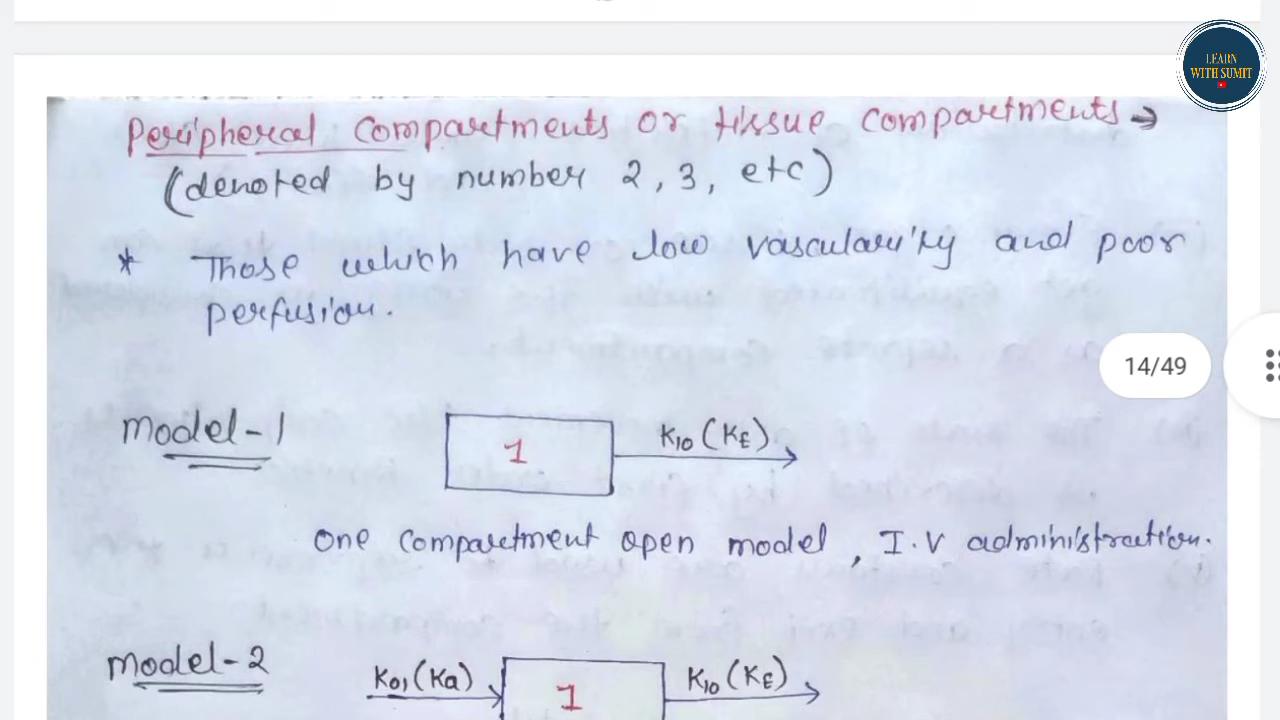 LEARN
WITH SUMIT
Peripheral Compartments or tissue compartments →
(denoted by number 2, 3, etc)
* Those which have low vascularity and poor
perfusion.
14/49
Model-1
1
K10 (KE)
One compartment open model, I.V administration.
Model-2
K01 (Ka)
1
K10 (KE)